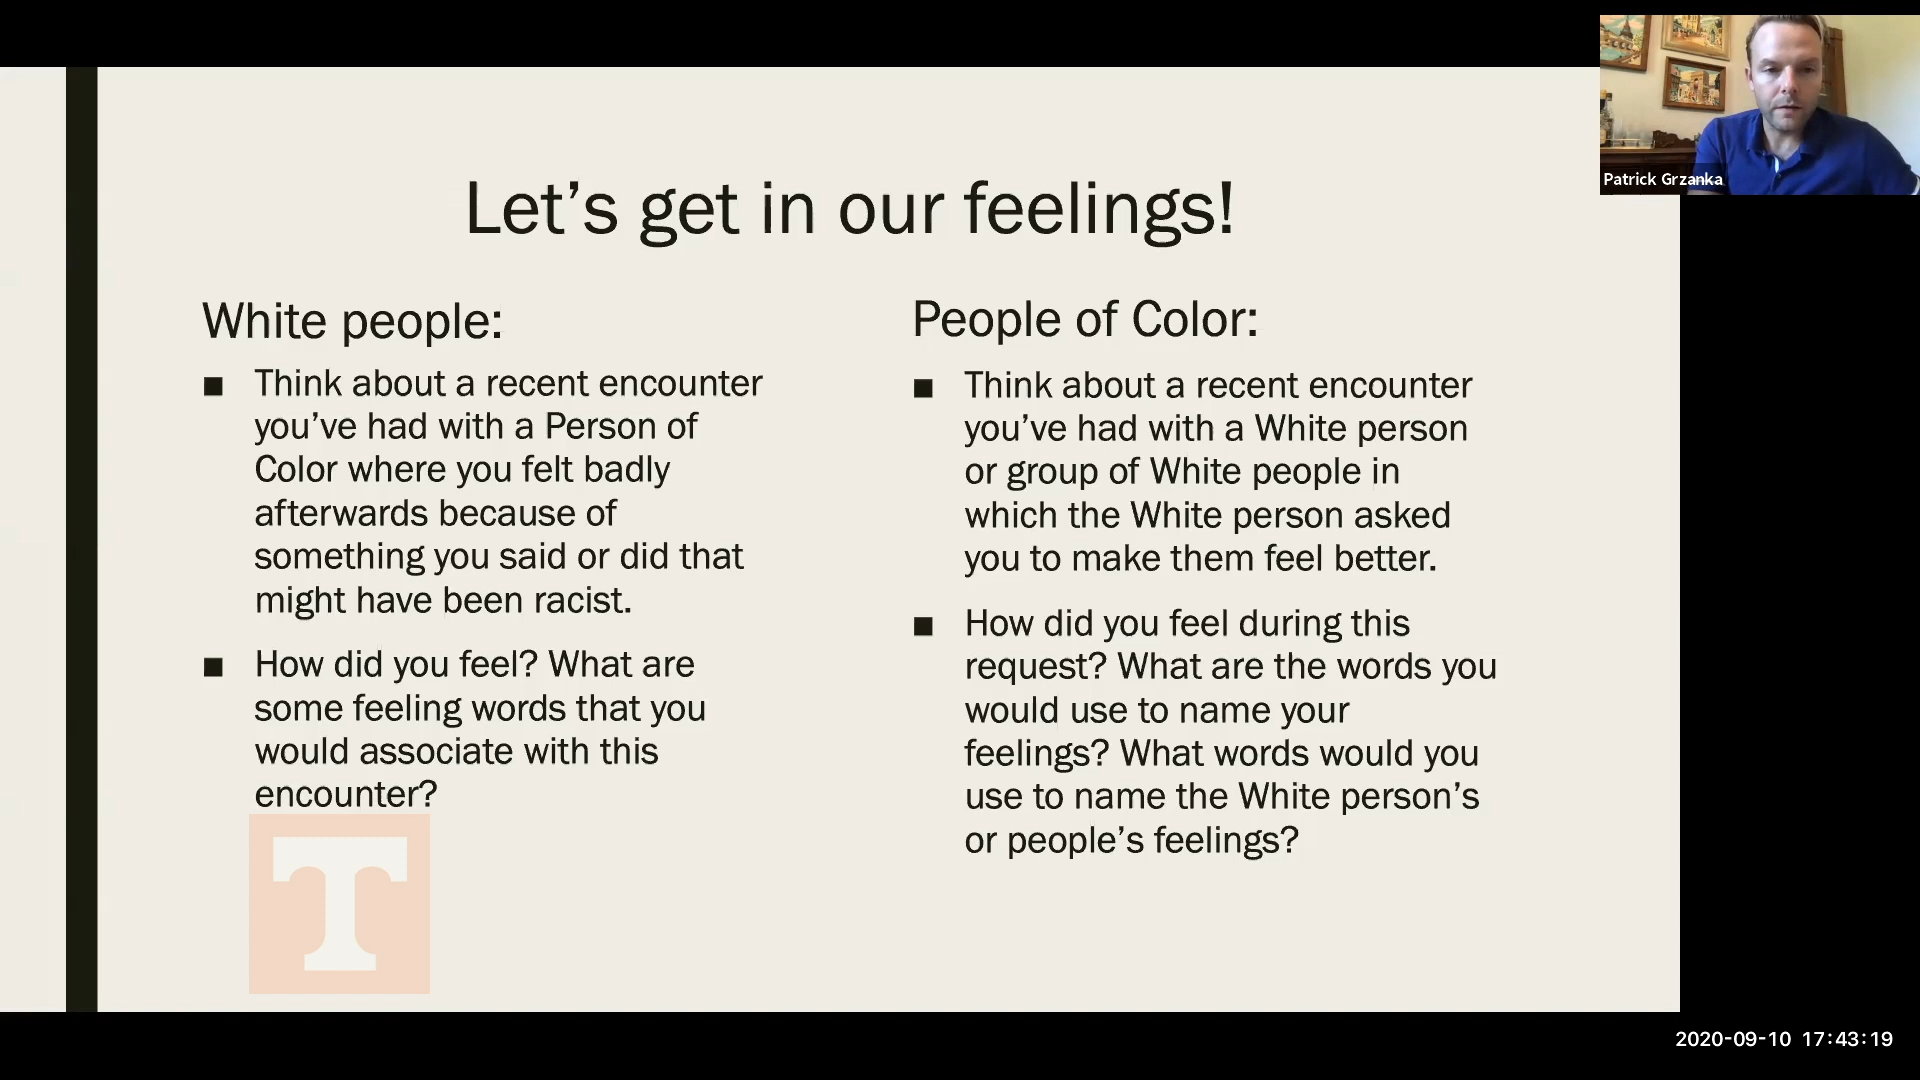 Let's get in our feelings!
White people:
■ Think about a recent encounter
you've had with a Person of
Color where you felt badly
afterwards because of
something you said or did that
might have been racist.
■ How did you feel? What are
some feeling words that you
would associate with this
encounter?
T
People of Color:
■ Think about a recent encounter
you've had with a White person
or group of White people in
which the White person asked
you to make them feel better.
■ How did you feel during this
request? What are the words you
would use to name your
feelings? What words would you
use to name the White person's
or people's feelings?
Patrick Grzanka
2020-09-10 17:43:19